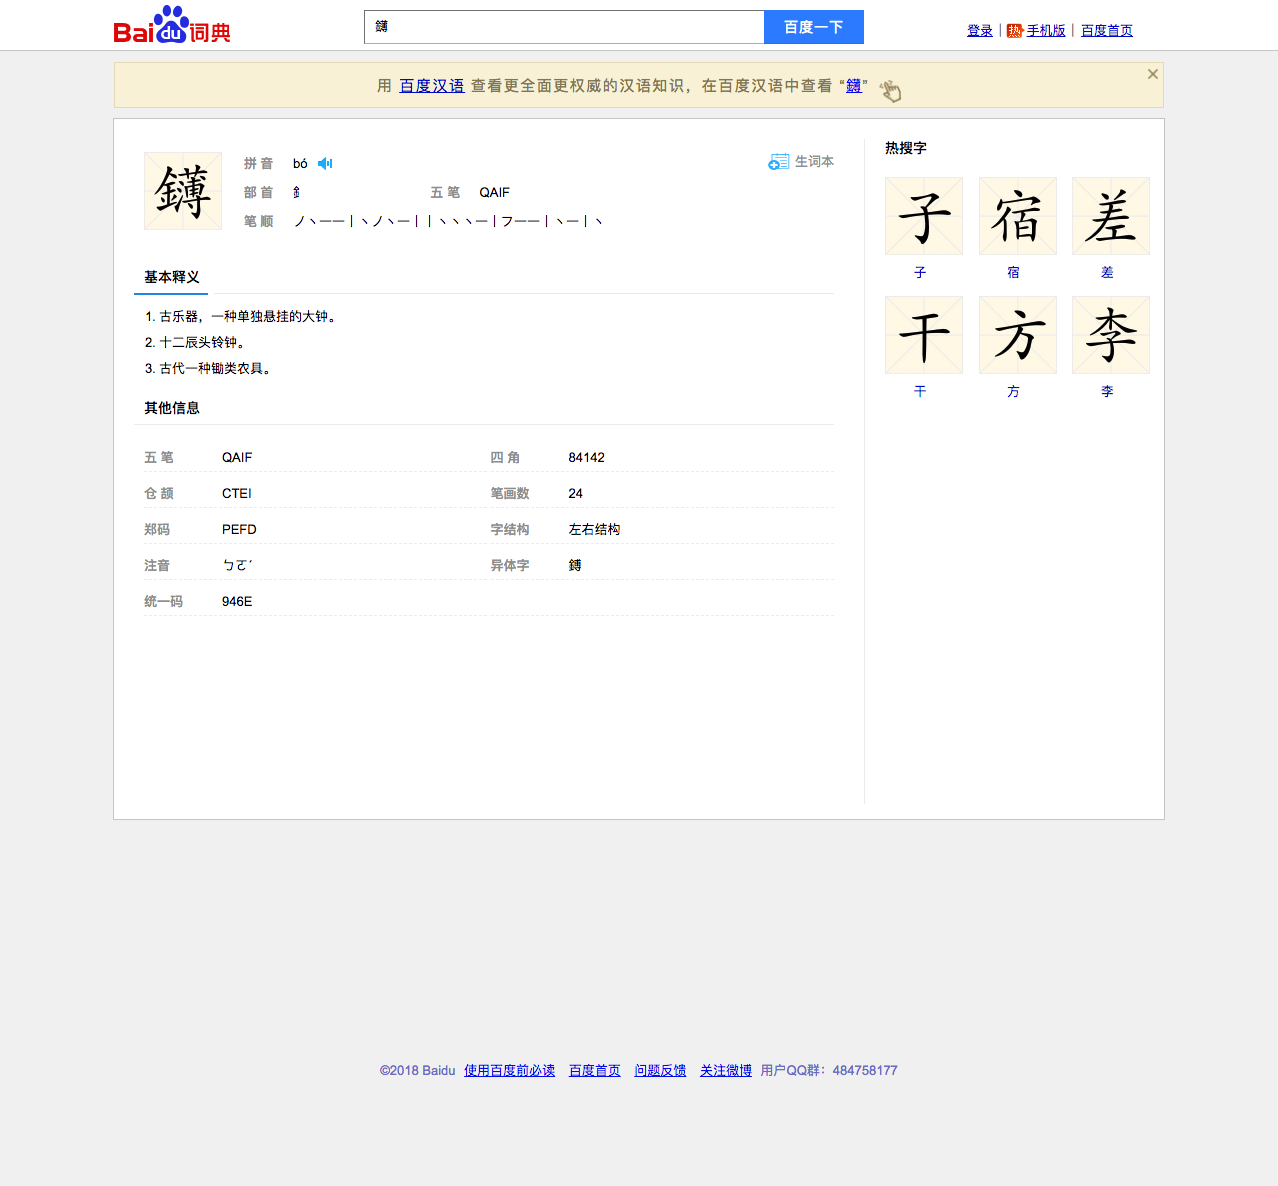 Bai du 词典
鑮
百度一下
登录 | 热 手机版 | 百度首页
用 百度汉语 查看更全面更权威的汉语知识，在百度汉语中查看 “鑮”
鑮
拼 音 bó
生词本
部 首 釒 五 笔 QAIF
笔 顺 ノ丶一一丨丶ノ丶一丨丨丶丶丶一丨フ一一丨丶一丨丶
基本释义
1. 古乐器，一种单独悬挂的大钟。
2. 十二辰头铃钟。
3. 古代一种锄类农具。
其他信息
五 笔 QAIF 四 角 84142
仓 颉 CTEI 笔画数 24
郑码 PEFD 字结构 左右结构
注音 ㄅㄛˊ 异体字 鎛
统一码 946E
热搜字
子 宿 差
子 宿 差
干 方 李
干 方 李
©2018 Baidu 使用百度前必读 百度首页 问题反馈 关注微博 用户QQ群：484758177